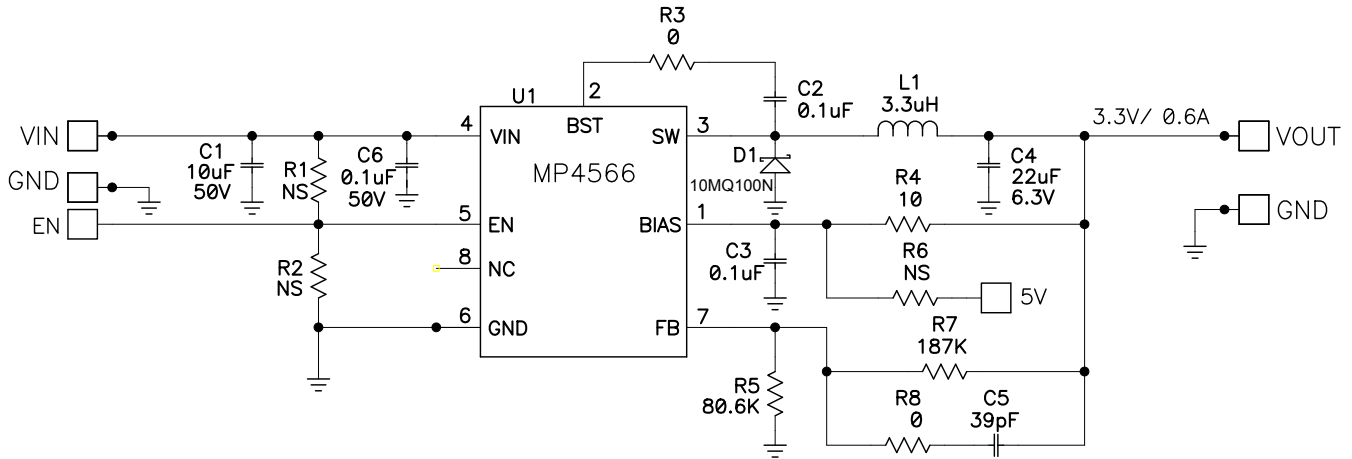 R3
0
U1
2
C2
0.1uF
L1
3.3uH
3.3V/ 0.6A
VIN
4
VIN
BST
SW
3
VOUT
C1
10uF
50V
R1
NS
C6
0.1uF
50V
MP4566
D1
10MQ100N
C4
22uF
6.3V
GND
R4
10
GND
EN
5
EN
BIAS
1
R2
NS
8
NC
C3
0.1uF
R6
NS
5V
6
GND
FB
7
R7
187K
R5
80.6K
R8
0
C5
39pF